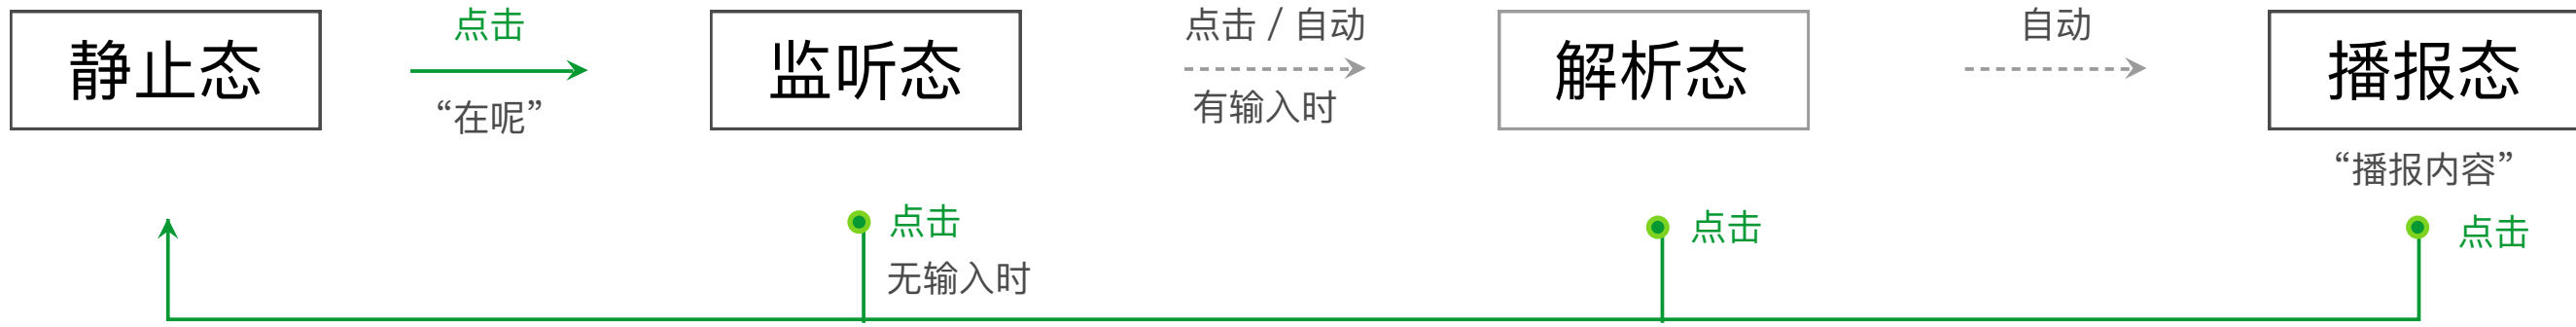 静止态
点击
“在呢”
监听态
点击 / 自动
有输入时
解析态
自动
播报态
“播报内容”
点击
无输入时
点击
点击